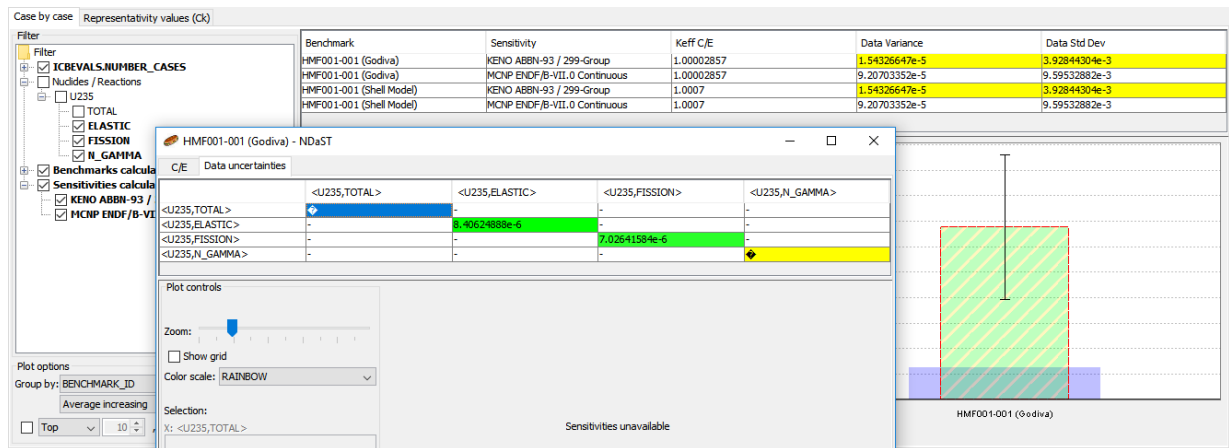 Case by case Representativity values (Ck)
Filter
Filter
ICBEVALS.NUMBER_CASES
Nuclides / Reactions
U235
TOTAL
ELASTIC
FISSION
N_GAMMA
Benchmarks calcula
Sensitivities calcula
KENO ABBN-93 /
MCNP ENDF/B-VI
Plot options
Group by: BENCHMARK_ID
Average increasing
Top 10 ,
Benchmark Sensitivity Keff C/E Data Variance Data Std Dev
HMF001-001 (Godiva) KENO ABBN-93 / 299-Group 1.00002857 1.54326647e-5 3.92844304e-3
HMF001-001 (Godiva) MCNP ENDF/B-VII.0 Continuous 1.00002857 9.20703352e-5 9.59532882e-3
HMF001-001 (Shell Model) KENO ABBN-93 / 299-Group 1.0007 1.54326647e-5 3.92844304e-3
HMF001-001 (Shell Model) MCNP ENDF/B-VII.0 Continuous 1.0007 9.20703352e-5 9.59532882e-3
HMF001-001 (Godiva) - NDaST
C/E Data uncertainties
<U235,TOTAL> <U235,ELASTIC> <U235,FISSION> <U235,N_GAMMA>
<U235,TOTAL> � - - -
<U235,ELASTIC> - 8.40624888e-6 - -
<U235,FISSION> - - 7.02641584e-6 -
<U235,N_GAMMA> - - - �
Plot controls
Zoom:
Show grid
Color scale: RAINBOW
Selection:
X: <U235,TOTAL>
Sensitivities unavailable
HMF001-001 (Godiva)